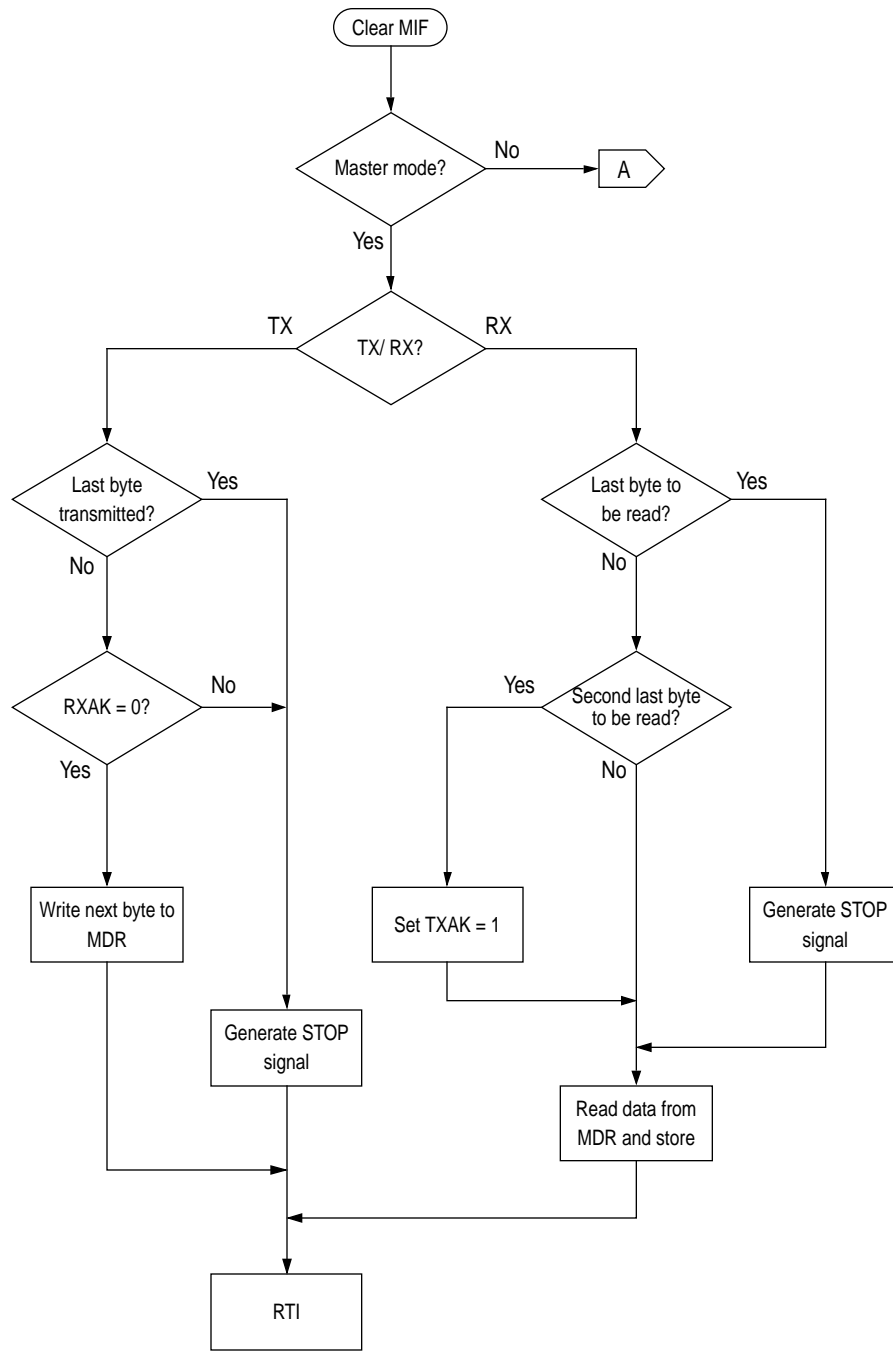 Clear MIF
Master mode?
No
A
Yes
TX
TX/ RX?
RX
Last byte
transmitted?
Yes
Last byte to
be read?
Yes
No
No
RXAK = 0?
No
Yes
Second last byte
to be read?
Yes
No
Write next byte to
MDR
Set TXAK = 1
Generate STOP
signal
Generate STOP
signal
Read data from
MDR and store
RTI